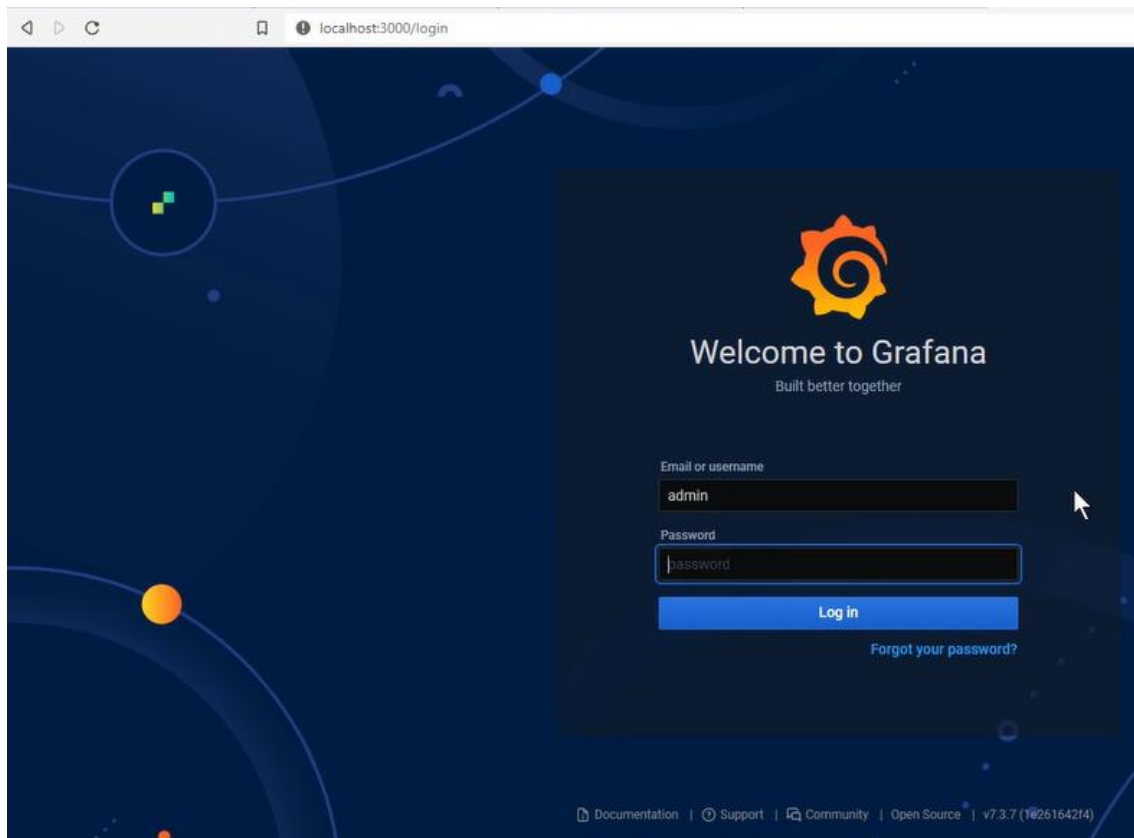 localhost:3000/login
Welcome to Grafana
Built better together
Email or username
admin
Password
password
Log in
Forgot your password?
Documentation | Support | Community | Open Source | v7.3.7 (1e261642f4)